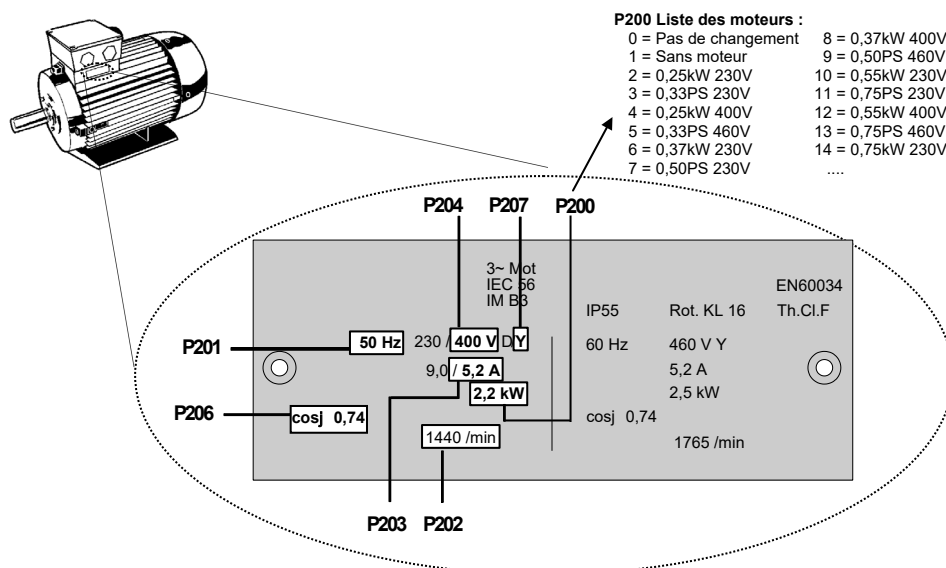 P200 Liste des moteurs :
0 = Pas de changement
1 = Sans moteur
2 = 0,25kW 230V
3 = 0,33PS 230V
4 = 0,25kW 400V
5 = 0,33PS 460V
6 = 0,37kW 230V
7 = 0,50PS 230V
8 = 0,37kW 400V
9 = 0,50PS 460V
10 = 0,55kW 230V
11 = 0,75PS 230V
12 = 0,55kW 400V
13 = 0,75PS 460V
14 = 0,75kW 230V
....
P204 P207 P200
3~ Mot
IEC 56
IM B3
EN60034
IP55 Rot. KL 16 Th.Cl.F
P201
50 Hz 230 / 400 V D Y
60 Hz 460 V Y
9,0 / 5,2 A
5,2 A
2,2 kW
2,5 kW
P206
cosj 0,74
cosj 0,74
1440 /min
1765 /min
P203 P202